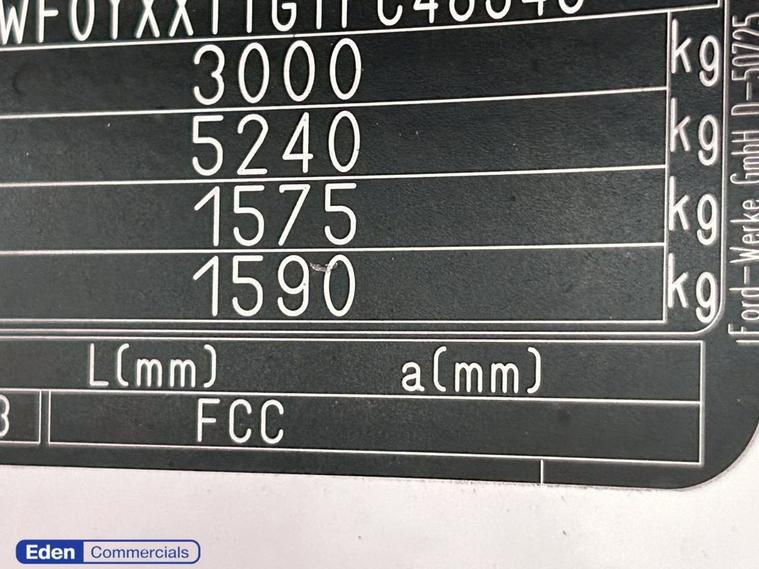 3000 kg
5240 kg
1575 kg
1590 kg
L(mm) a(mm)
FCC
Ford-Werke GmbH D-50725
Eden Commercials